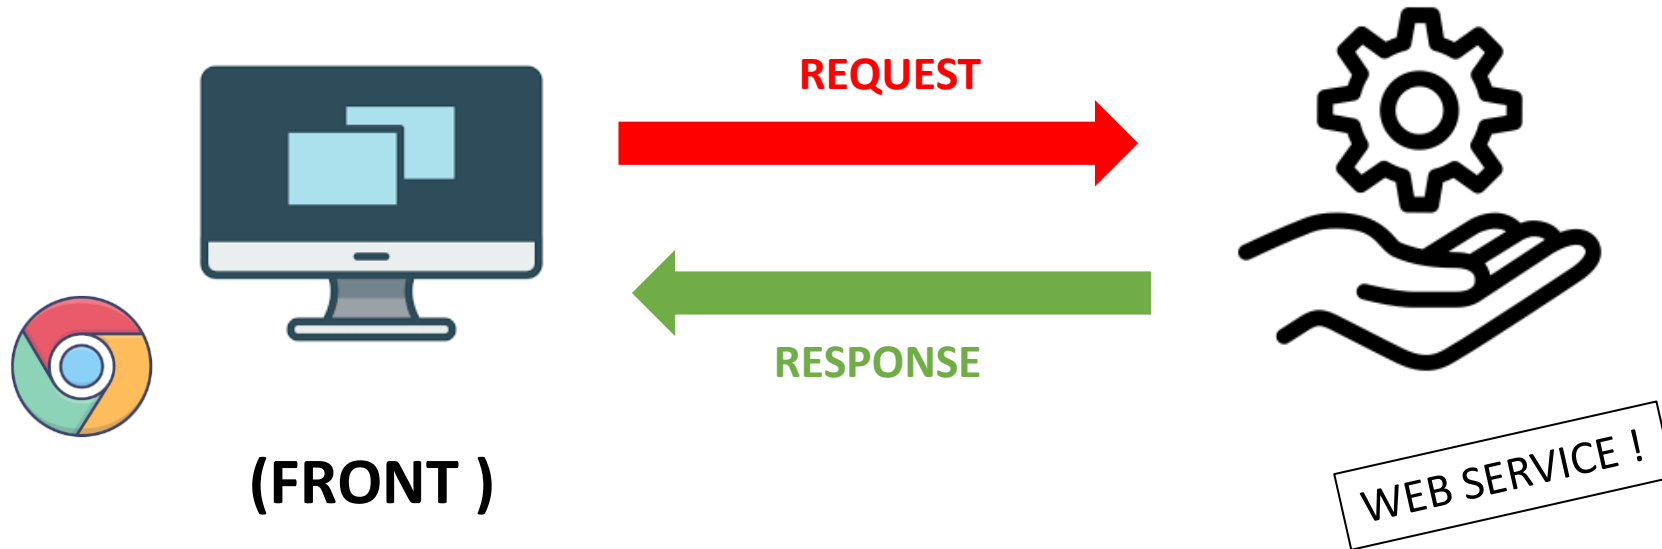 REQUEST
RESPONSE
(FRONT )
WEB SERVICE !